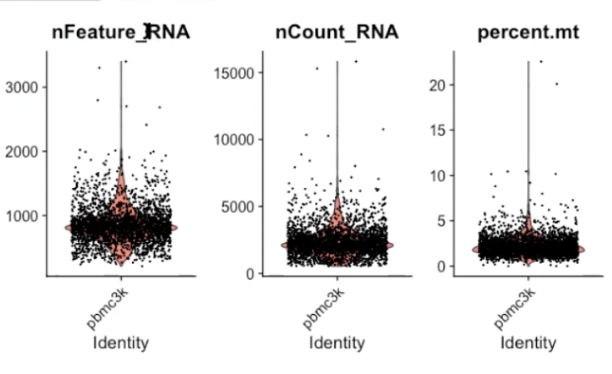 nFeature_RNA
3000
2000
1000
pbmc3k
Identity
nCount_RNA
15000
10000
5000
0
pbmc3k
Identity
percent.mt
20
15
10
5
0
pbmc3k
Identity